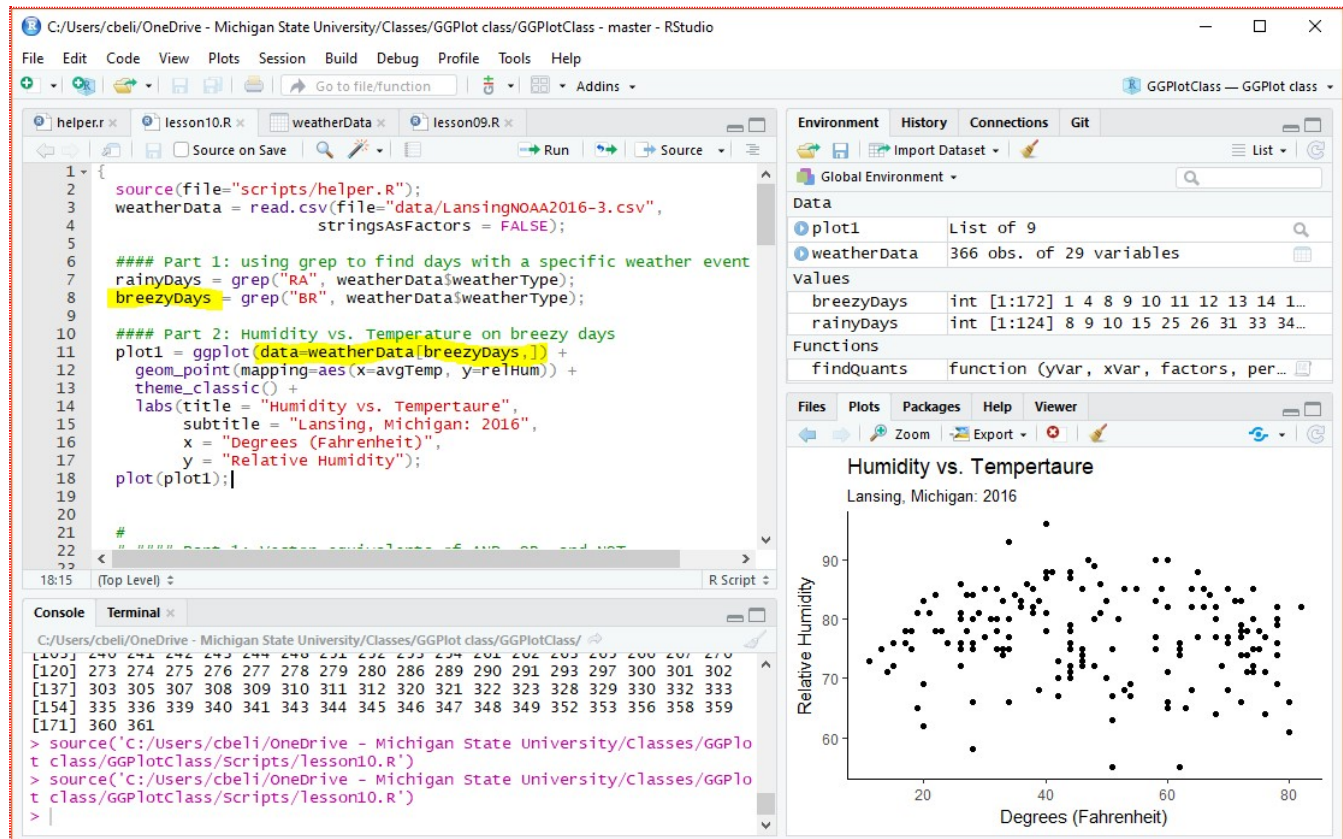 C:/Users/cbeli/OneDrive - Michigan State University/Classes/GGPlot class/GGPlotClass - master - RStudio
File Edit Code View Plots Session Build Debug Profile Tools Help
Go to file/function Addins GGPlotClass — GGPlot class
helper.r lesson10.R weatherData lesson09.R
Source on Save Run Source
1 {
2 source(file="scripts/helper.R");
3 weatherData = read.csv(file="data/LansingNOAA2016-3.csv",
4 stringsAsFactors = FALSE);
5
6 #### Part 1: using grep to find days with a specific weather event
7 rainyDays = grep("RA", weatherData$weatherType);
8 breezyDays = grep("BR", weatherData$weatherType);
9
10 #### Part 2: Humidity vs. Temperature on breezy days
11 plot1 = ggplot(data=weatherData[breezyDays,]) +
12 geom_point(mapping=aes(x=avgTemp, y=relHum)) +
13 theme_classic() +
14 labs(title = "Humidity vs. Tempertaure",
15 subtitle = "Lansing, Michigan: 2016",
16 x = "Degrees (Fahrenheit)",
17 y = "Relative Humidity");
18 plot(plot1);
19
20
21 #
22
23
18:15 (Top Level) R Script
Console Terminal
C:/Users/cbeli/OneDrive - Michigan State University/Classes/GGPlot class/GGPlotClass/
[120] 273 274 275 276 277 278 279 280 286 289 290 291 293 297 300 301 302
[137] 303 305 307 308 309 310 311 312 320 321 322 323 328 329 330 332 333
[154] 335 336 339 340 341 343 344 345 346 347 348 349 352 353 356 358 359
[171] 360 361
> source('C:/Users/cbeli/OneDrive - Michigan State University/Classes/GGPlo
t class/GGPlotClass/Scripts/lesson10.R')
> source('C:/Users/cbeli/OneDrive - Michigan State University/Classes/GGPlo
t class/GGPlotClass/Scripts/lesson10.R')
>
Environment History Connections Git
Import Dataset List
Global Environment
Data
plot1 List of 9
weatherData 366 obs. of 29 variables
Values
breezyDays int [1:172] 1 4 8 9 10 11 12 13 14 1…
rainyDays int [1:124] 8 9 10 15 25 26 31 33 34…
Functions
findQuants function (yVar, xVar, factors, per…
Files Plots Packages Help Viewer
Zoom Export
Humidity vs. Tempertaure
Lansing, Michigan: 2016
Relative Humidity
90
80
70
60
20 40 60 80
Degrees (Fahrenheit)